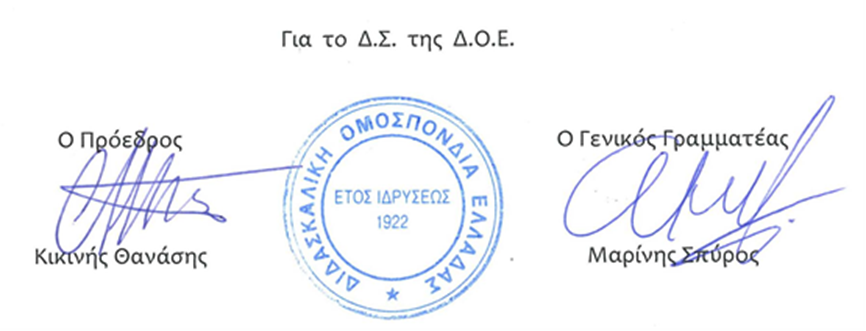 Για το Δ.Σ. της Δ.Ο.Ε.
Ο Πρόεδρος
Ο Γενικός Γραμματέας
ΔΙΔΑΣΚΑΛΙΚΗ ΟΜΟΣΠΟΝΔΙΑ ΕΛΛΑΔΑΣ
ΕΤΟΣ ΙΔΡΥΣΕΩΣ
1922
Κικινής Θανάσης
Μαρίνης Σπύρος